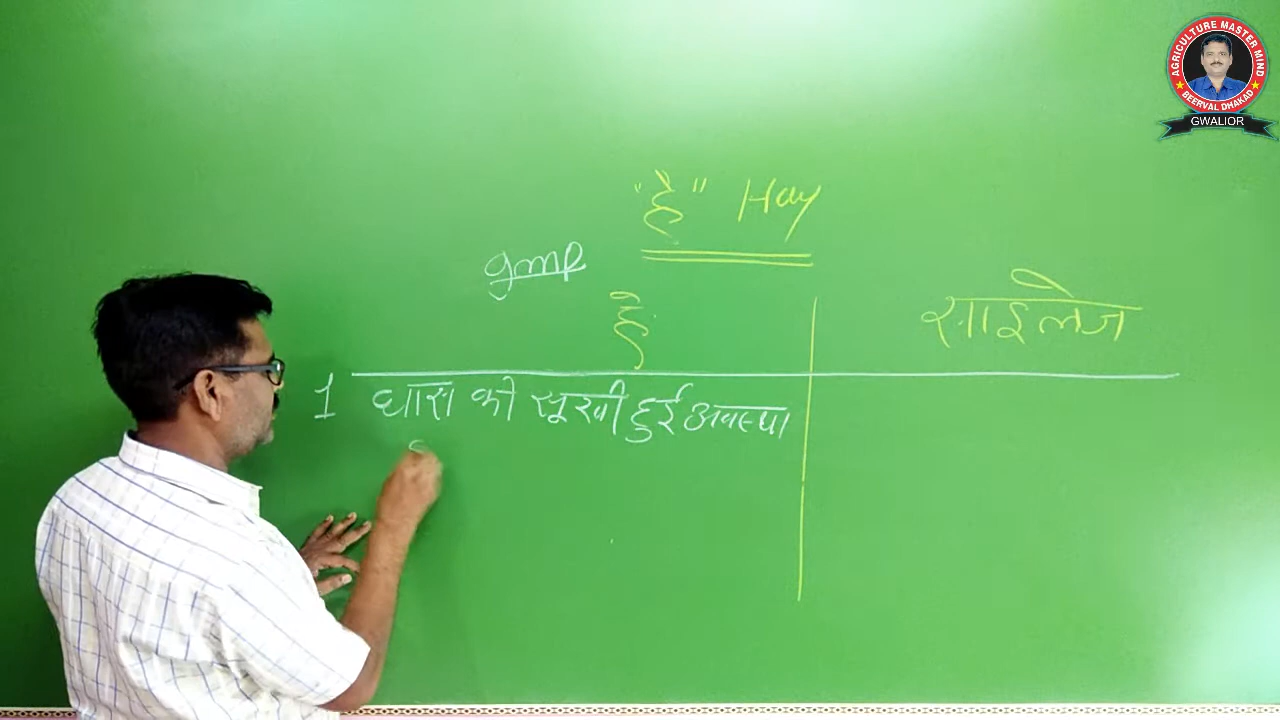 AGRICULTURE MASTER MIND
BEERVAL DHAKAD
GWALIOR
"है" Hay
gmp
है
साइलेज
1 घास की सूखी हुई अवस्था